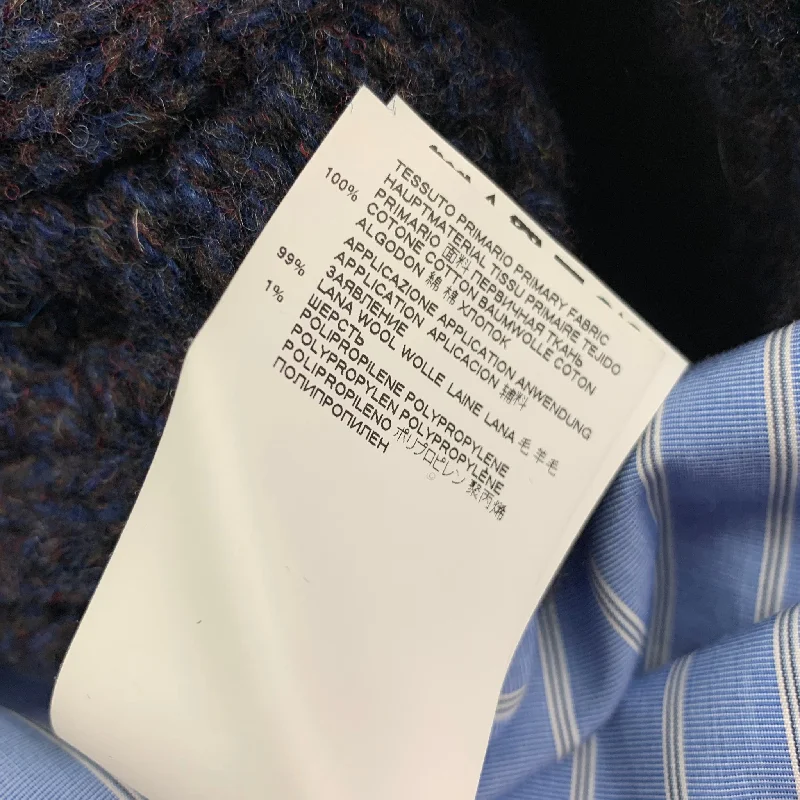 TESSUTO PRIMARIO PRIMARY FABRIC
HAUPTMATERIAL TISSU PRIMAIRE TEJIDO
PRIMARIO 面料 ПЕРВИЧНАЯ ТКАНЬ
100% COTONE COTTON BAUMWOLLE COTON
ALGODON 綿 棉 ХЛОПОК
APPLICAZIONE APPLICATION ANWENDUNG
APPLICATION APLICACION 辅料
ЗАЯВЛЕНИЕ
99% LANA WOOL WOLLE LAINE LANA 毛 羊毛
ШЕРСТЬ
1% POLIPROPILENE POLYPROPYLENE
POLYPROPYLEN POLYPROPYLÈNE
POLIPROPILENO ポリプロピレン 聚丙烯
ПОЛИПРОПИЛЕН